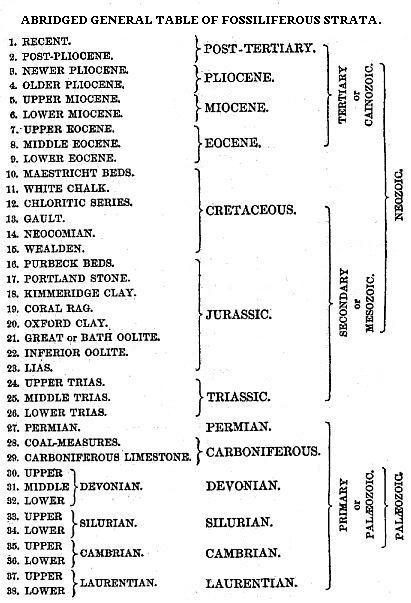 ABRIDGED GENERAL TABLE OF FOSSILIFEROUS STRATA.
1. RECENT.
2. POST-PLIOCENE.
POST-TERTIARY.
3. NEWER PLIOCENE.
4. OLDER PLIOCENE.
PLIOCENE.
5. UPPER MIOCENE.
6. LOWER MIOCENE.
MIOCENE.
7. UPPER EOCENE.
8. MIDDLE EOCENE.
9. LOWER EOCENE.
EOCENE.
TERTIARY
or
CAINOZOIC.
10. MAESTRICHT BEDS.
11. WHITE CHALK.
12. CHLORITIC SERIES.
13. GAULT.
14. NEOCOMIAN.
15. WEALDEN.
CRETACEOUS.
16. PURBECK BEDS.
17. PORTLAND STONE.
18. KIMMERIDGE CLAY.
19. CORAL RAG.
20. OXFORD CLAY.
21. GREAT or BATH OOLITE.
22. INFERIOR OOLITE.
23. LIAS.
JURASSIC.
24. UPPER TRIAS.
25. MIDDLE TRIAS.
26. LOWER TRIAS.
TRIASSIC.
SECONDARY
or
MESOZOIC.
NEOZOIC.
27. PERMIAN.
PERMIAN.
28. COAL-MEASURES.
29. CARBONIFEROUS LIMESTONE.
CARBONIFEROUS.
30. UPPER
31. MIDDLE
32. LOWER
DEVONIAN.
DEVONIAN.
33. UPPER
34. LOWER
SILURIAN.
SILURIAN.
35. UPPER
36. LOWER
CAMBRIAN.
CAMBRIAN.
37. UPPER
38. LOWER
LAURENTIAN.
LAURENTIAN.
PRIMARY
or
PALÆOZOIC.
PALÆOZOIC.